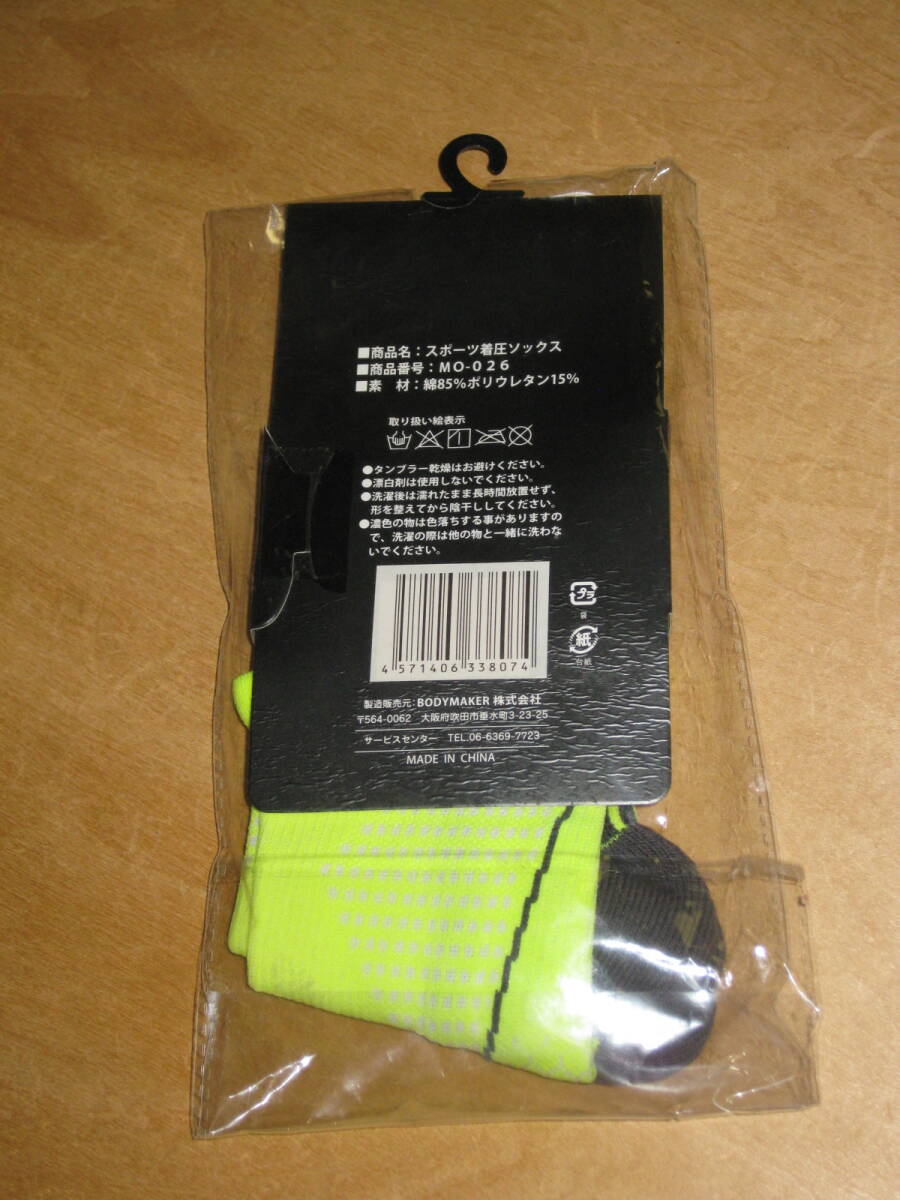 ■商品名：スポーツ着圧ソックス
■商品番号：MO-026
■素　材：綿85%ポリウレタン15%
取り扱い絵表示
●タンブラー乾燥はお避けください。
●漂白剤は使用しないでください。
●洗濯後は濡れたまま長時間放置せず、
形を整えてから陰干ししてください。
●濃色の物は色落ちする事がありますの
で、洗濯の際は他の物と一緒に洗わな
いでください。
4 571406 338074
プラ
袋
紙
台紙
製造販売元：BODYMAKER 株式会社
〒564-0062　大阪府吹田市垂水町3-23-25
サービスセンター　TEL.06-6369-7723
MADE IN CHINA